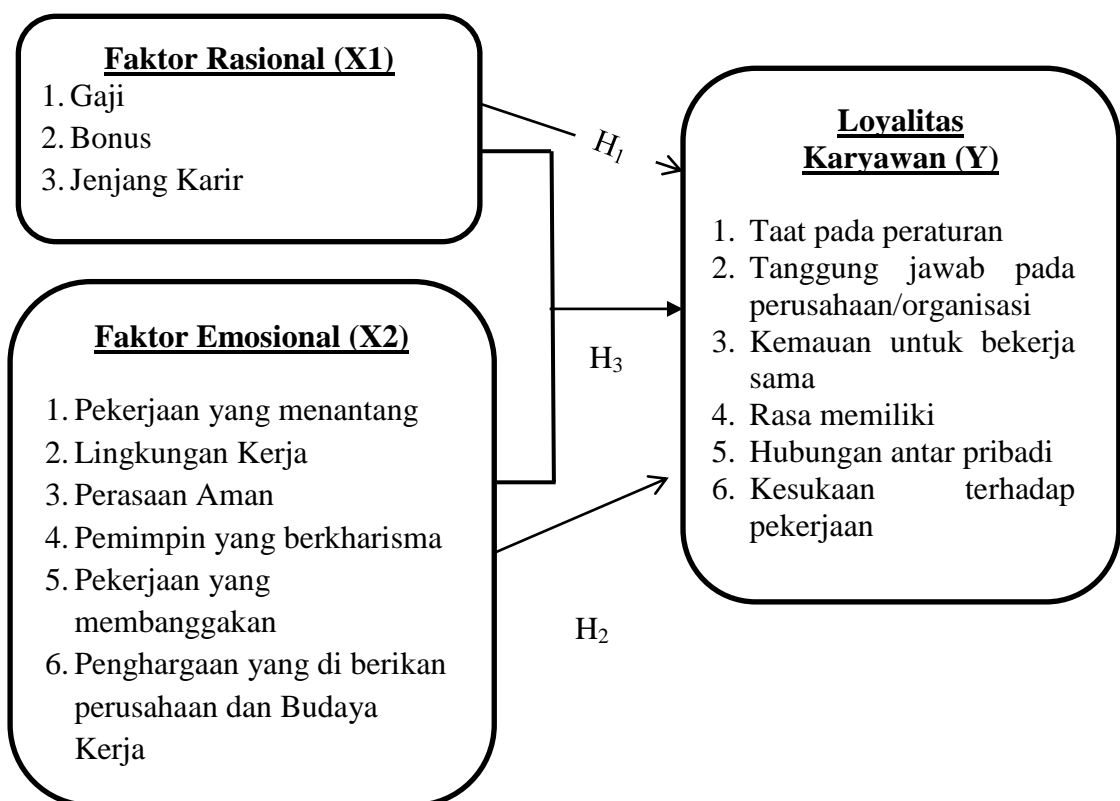 Faktor Rasional (X1)
1. Gaji
2. Bonus
3. Jenjang Karir
H1
Loyalitas
Karyawan (Y)
1. Taat pada peraturan
2. Tanggung jawab pada
perusahaan/organisasi
3. Kemauan untuk bekerja
sama
4. Rasa memiliki
5. Hubungan antar pribadi
6. Kesukaan terhadap
pekerjaan
H3
Faktor Emosional (X2)
1. Pekerjaan yang menantang
2. Lingkungan Kerja
3. Perasaan Aman
4. Pemimpin yang berkharisma
5. Pekerjaan yang
membanggakan
6. Penghargaan yang di berikan
perusahaan dan Budaya
Kerja
H2